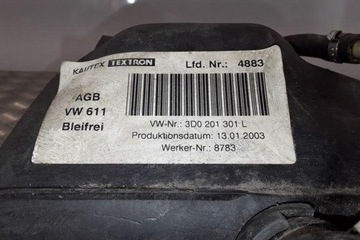 KAUTEX TEXTRON Lfd. Nr.: 4883
AGB
VW 611
Bleifrei
VW-Nr.: 3D0 201 301 L
Produktionsdatum: 13.01.2003
Werker-Nr.: 8783